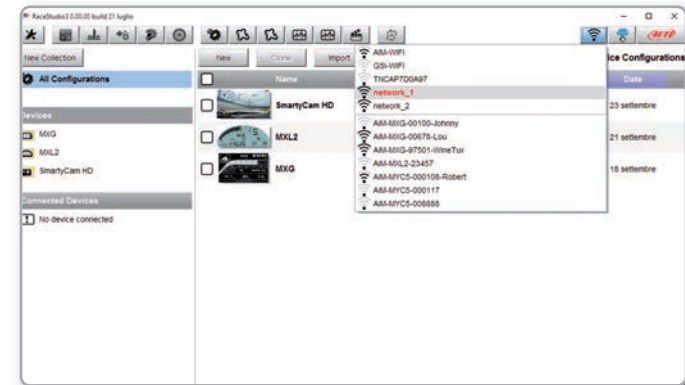 RaceStudio3 0.00.00 build 21 luglio
AiM
New Collection
New Clone Import
ice Configurations
All Configurations
Name Date
AiM-WIFI
GSI-WIFI
TNCAP7D0A97
network_1
network_2
SmartyCam HD 23 settembre
Devices
AiM-MXG-00100-Johnny
AiM-MXG-00678-Lou
AiM-MXG-97501-WineTux
AiM-MXL2-23457
AiM-MYC5-000108-Robert
AiM-MYC5-000117
AiM-MYC5-008888
MXG
MXL2
SmartyCam HD
MXL2 21 settembre
MXG 18 settembre
Connected Devices
No device connected